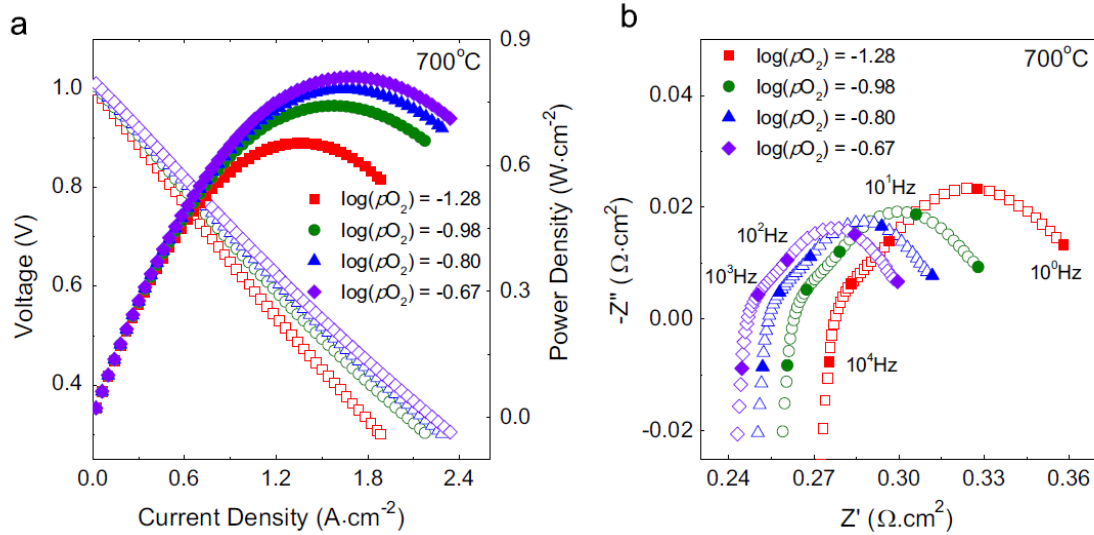 a
700°C
1.0
0.8
0.6
0.4
Voltage (V)
0.9
0.6
0.3
0.0
Power Density (W·cm⁻²)
log(pO₂) = -1.28
log(pO₂) = -0.98
log(pO₂) = -0.80
log(pO₂) = -0.67
0.0 0.6 1.2 1.8 2.4
Current Density (A·cm⁻²)
b
700°C
log(pO₂) = -1.28
log(pO₂) = -0.98
log(pO₂) = -0.80
log(pO₂) = -0.67
0.04
0.02
0.00
-0.02
-Z" (Ω·cm²)
10¹Hz
10²Hz
10³Hz
10⁰Hz
10⁴Hz
0.24 0.27 0.30 0.33 0.36
Z' (Ω.cm²)